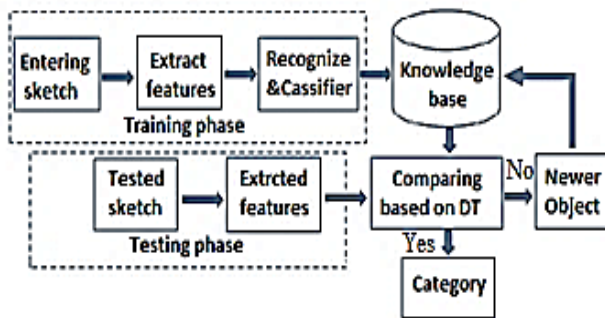 Entering
sketch
Extract
features
Recognize
&Cassifier
Knowledge
base
Training phase
Tested
sketch
Extrcted
features
Comparing
based on DT
No
Newer
Object
Testing phase
Yes
Category